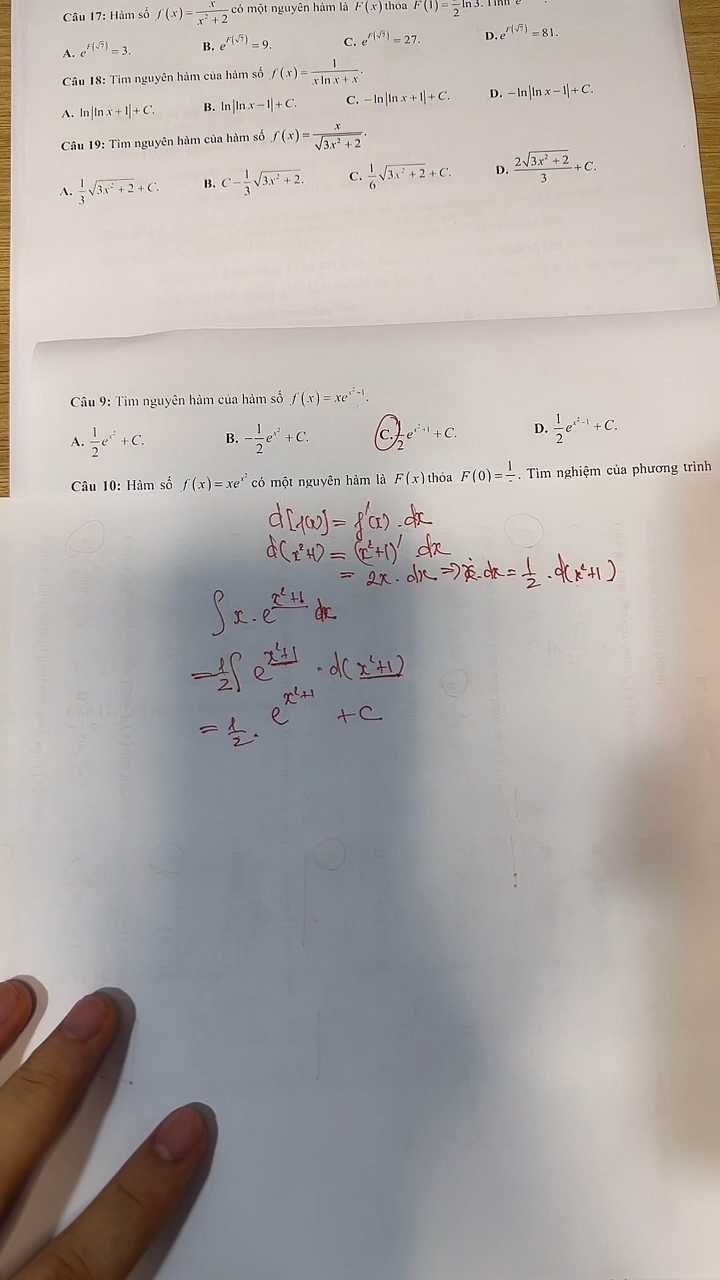 Câu 17: Hàm số f(x) = x/(x² + 2) có một nguyên hàm là F(x) thỏa F(1) = 1/2 ln 3. Tính e
A. e^{F(√7)} = 3. B. e^{F(√7)} = 9. C. e^{F(√7)} = 27. D. e^{F(√7)} = 81.
Câu 18: Tìm nguyên hàm của hàm số f(x) = 1/(x ln x + x).
A. ln|ln x + 1| + C. B. ln|ln x − 1| + C. C. −ln|ln x + 1| + C. D. −ln|ln x − 1| + C.
Câu 19: Tìm nguyên hàm của hàm số f(x) = x/√(3x² + 2).
A. 1/3 √(3x² + 2) + C. B. C − 1/3 √(3x² + 2). C. 1/6 √(3x² + 2) + C. D. 2√(3x² + 2)/3 + C.
Câu 9: Tìm nguyên hàm của hàm số f(x) = xe^{x²−1}.
A. 1/2 e^{x²} + C. B. −1/2 e^{x²} + C. C. 1/2 e^{x²+1} + C. D. 1/2 e^{x²−1} + C.
Câu 10: Hàm số f(x) = xe^{x²} có một nguyên hàm là F(x) thỏa F(0) = 1/. Tìm nghiệm của phương trình
d[f(x)] = f'(x) . dx
d(x²+1) = (x²+1)' dx
= 2x . dx => x. dx = 1/2 . d(x²+1)
∫ x . e^{x²+1} dx
= 1/2 ∫ e^{x²+1} . d(x²+1)
= 1/2 . e^{x²+1} + C